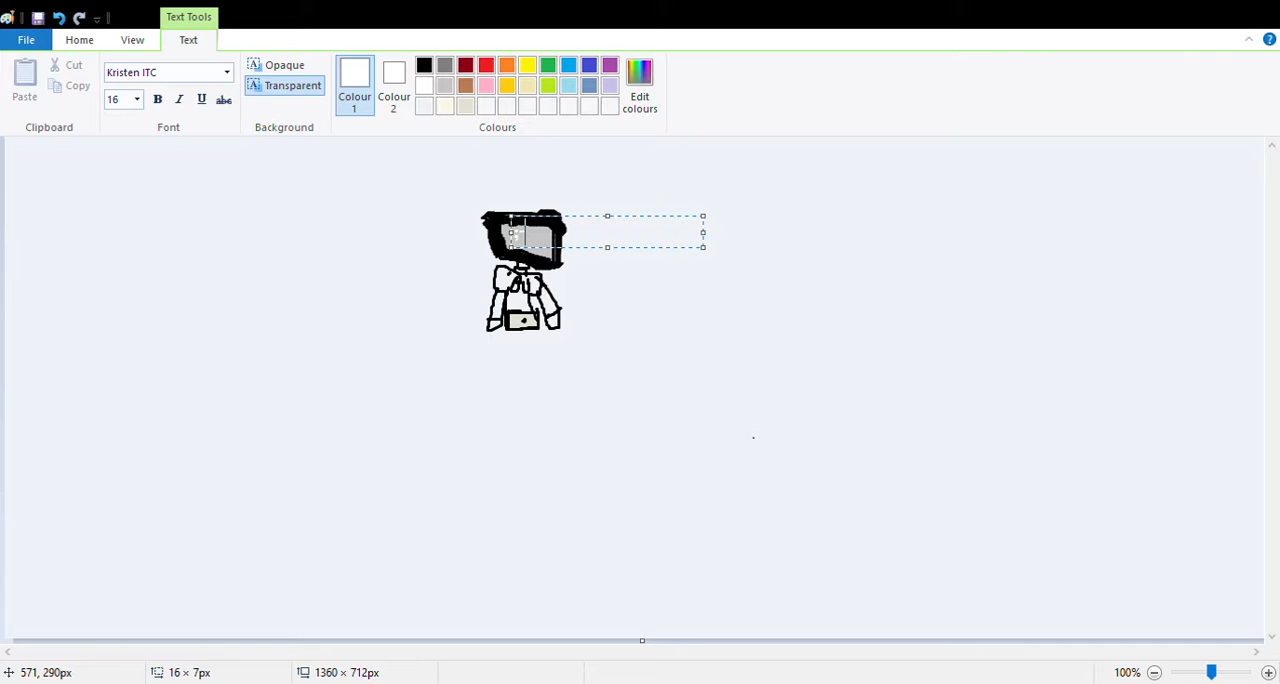 Text Tools
File
Home
View
Text
Paste
Cut
Copy
Kristen ITC
16
B
I
U
abc
Opaque
Transparent
Colour 1
Colour 2
Edit colours
Clipboard
Font
Background
Colours
571, 290px
16 × 7px
1360 × 712px
100%